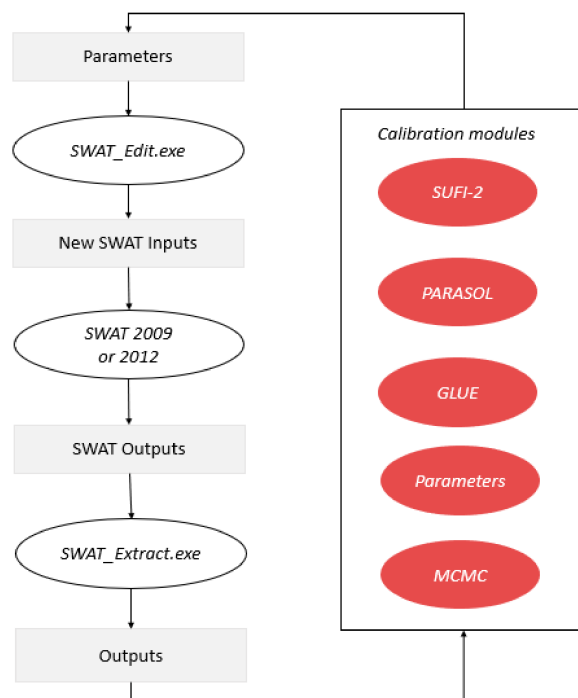 Parameters
SWAT_Edit.exe
New SWAT Inputs
SWAT 2009
or 2012
SWAT Outputs
SWAT_Extract.exe
Outputs
Calibration modules
SUFI-2
PARASOL
GLUE
Parameters
MCMC